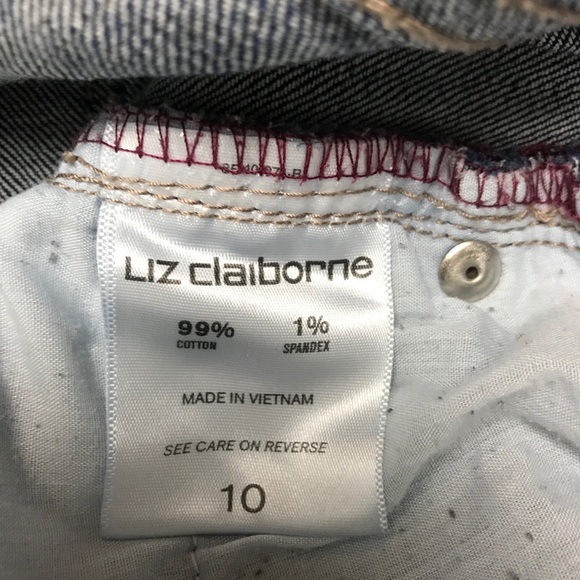 LIZ CLAIBORNE
99% 1%
COTTON SPANDEX
MADE IN VIETNAM
SEE CARE ON REVERSE
10